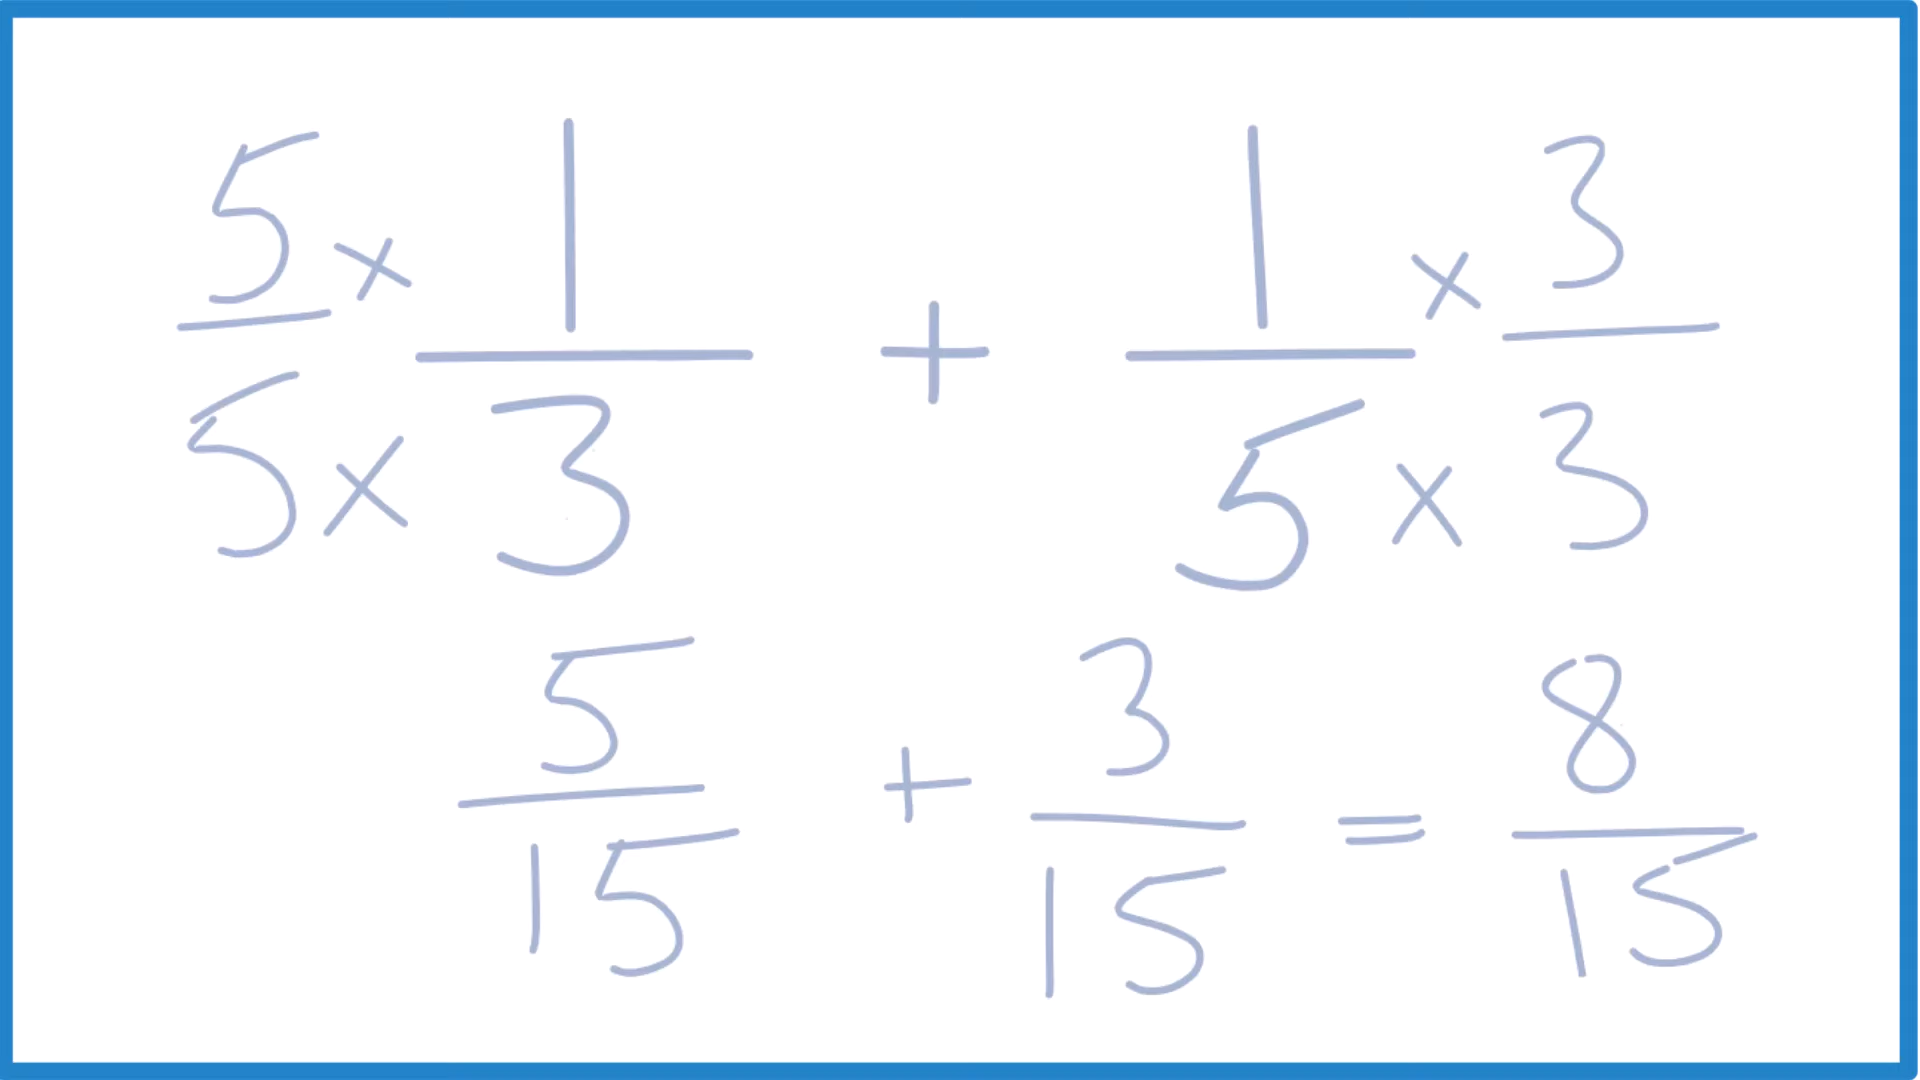 5/5 × 1/3 + 1/5 × 3/3
5/15 + 3/15 = 8/15